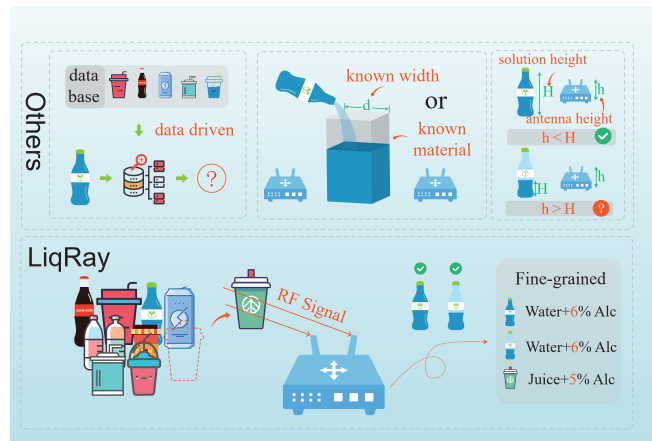 Others
data
base
data driven
?
known width
d
or
known
material
solution height
H
h
antenna height
h < H
H
h
h > H
?
LiqRay
RF Signal
Fine-grained
Water+6% Alc
Water+6% Alc
Juice+5% Alc